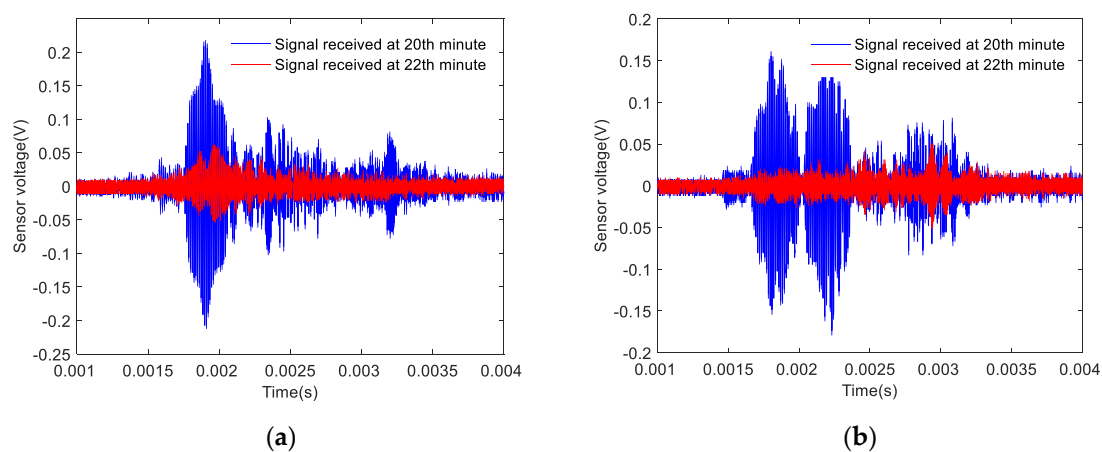 Signal received at 20th minute
Signal received at 22th minute
0.2
0.15
0.1
0.05
0
-0.05
-0.1
-0.15
-0.2
-0.25
Sensor voltage(V)
0.001 0.0015 0.002 0.0025 0.003 0.0035 0.004
Time(s)
(a)
Signal received at 20th minute
Signal received at 22th minute
0.2
0.15
0.1
0.05
0
-0.05
-0.1
-0.15
-0.2
Sensor voltage(V)
0.001 0.0015 0.002 0.0025 0.003 0.0035 0.004
Time(s)
(b)